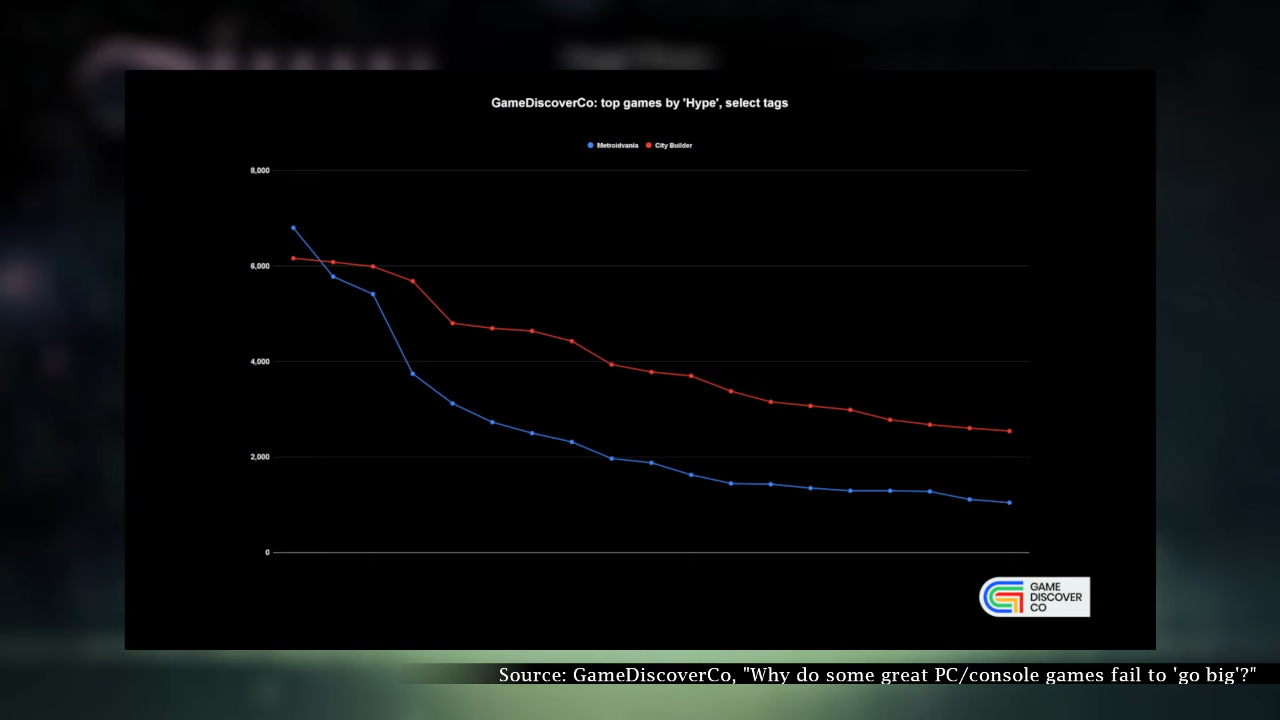 GameDiscoverCo: top games by 'Hype', select tags
Metroidvania City Builder
8,000
6,000
4,000
2,000
0
GAME
DISCOVER
CO
Source: GameDiscoverCo, "Why do some great PC/console games fail to 'go big'?"